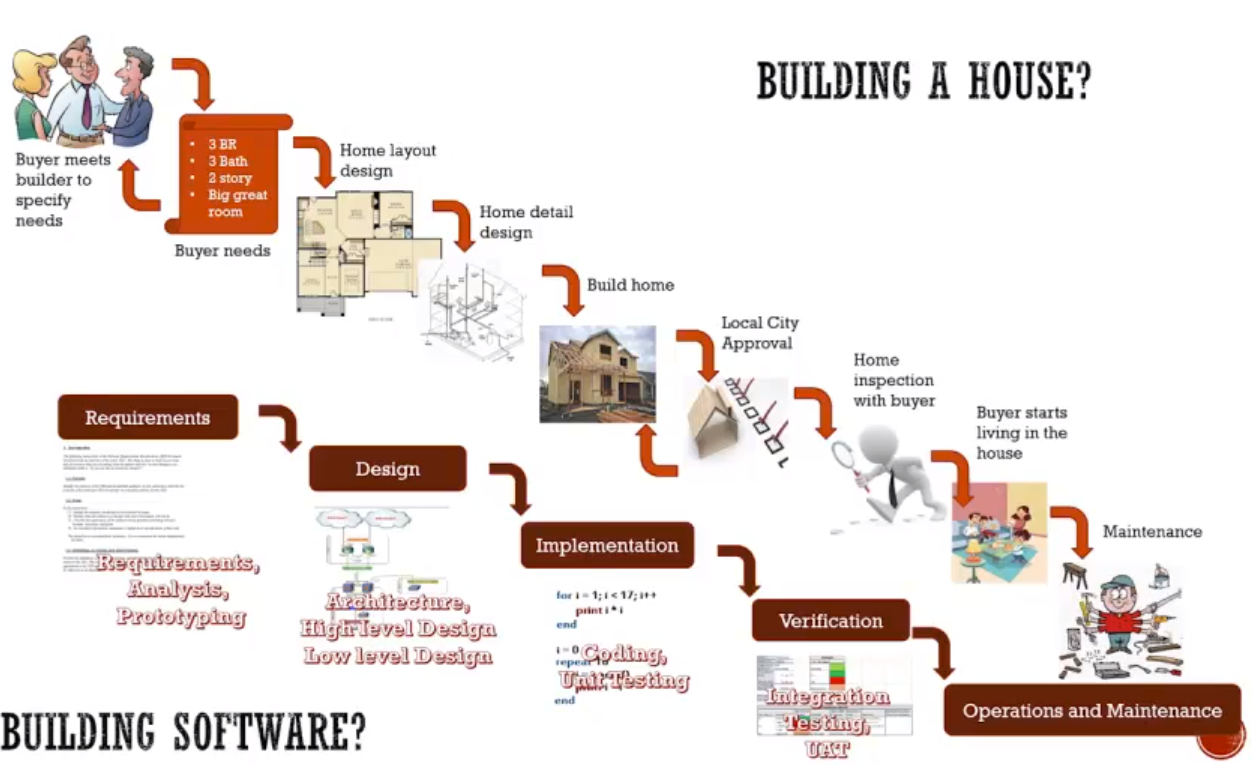 BUILDING A HOUSE?
Buyer meets
builder to
specify
needs
• 3 BR
• 3 Bath
• 2 story
• Big great
room
Buyer needs
Home layout
design
Home detail
design
Build home
Local City
Approval
Home
inspection
with buyer
Buyer starts
living in the
house
Maintenance
Requirements
Requirements,
Analysis,
Prototyping
Design
Architecture,
High level Design
Low level Design
Implementation
for i = 1; i < 17; i++
print i * i
end
i = 0
repeat
end
Coding,
Unit Testing
Verification
Integration
Testing,
UAT
Operations and Maintenance
BUILDING SOFTWARE?